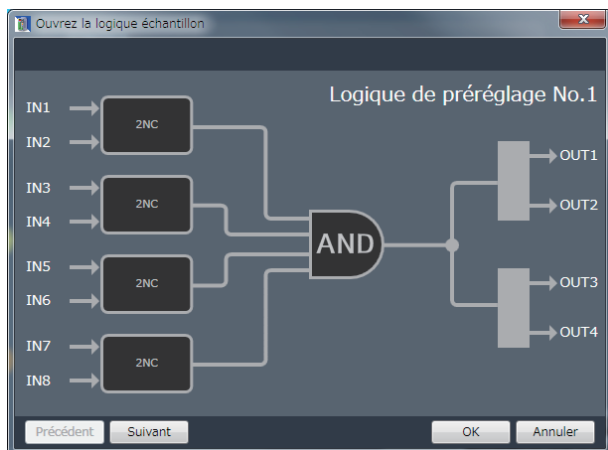 Ouvrez la logique échantillon
Logique de préréglage No.1
IN1
2NC
IN2
IN3
2NC
IN4
IN5
2NC
IN6
IN7
2NC
IN8
AND
OUT1
OUT2
OUT3
OUT4
Précédent Suivant OK Annuler